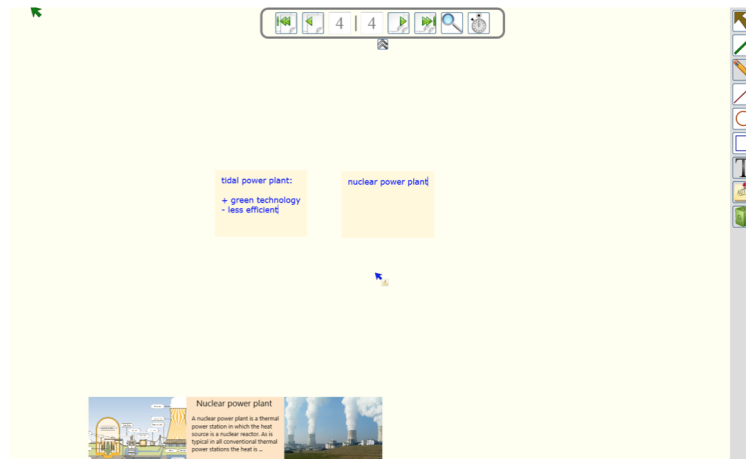 4 | 4
tidal power plant:
+ green technology
- less efficient
nuclear power plant
Nuclear power plant
A nuclear power plant is a thermal
power station in which the heat
source is a nuclear reactor. As is
typical in all conventional thermal
power stations the heat is ...
T